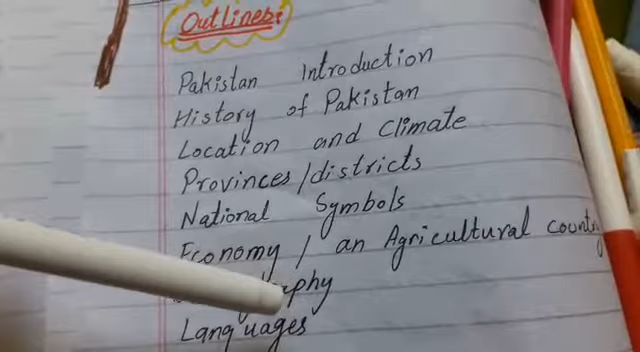 Outlines:
Pakistan Introduction
History of Pakistan
Location and Climate
Provinces/districts
National Symbols
Economy / an Agricultural
Languages